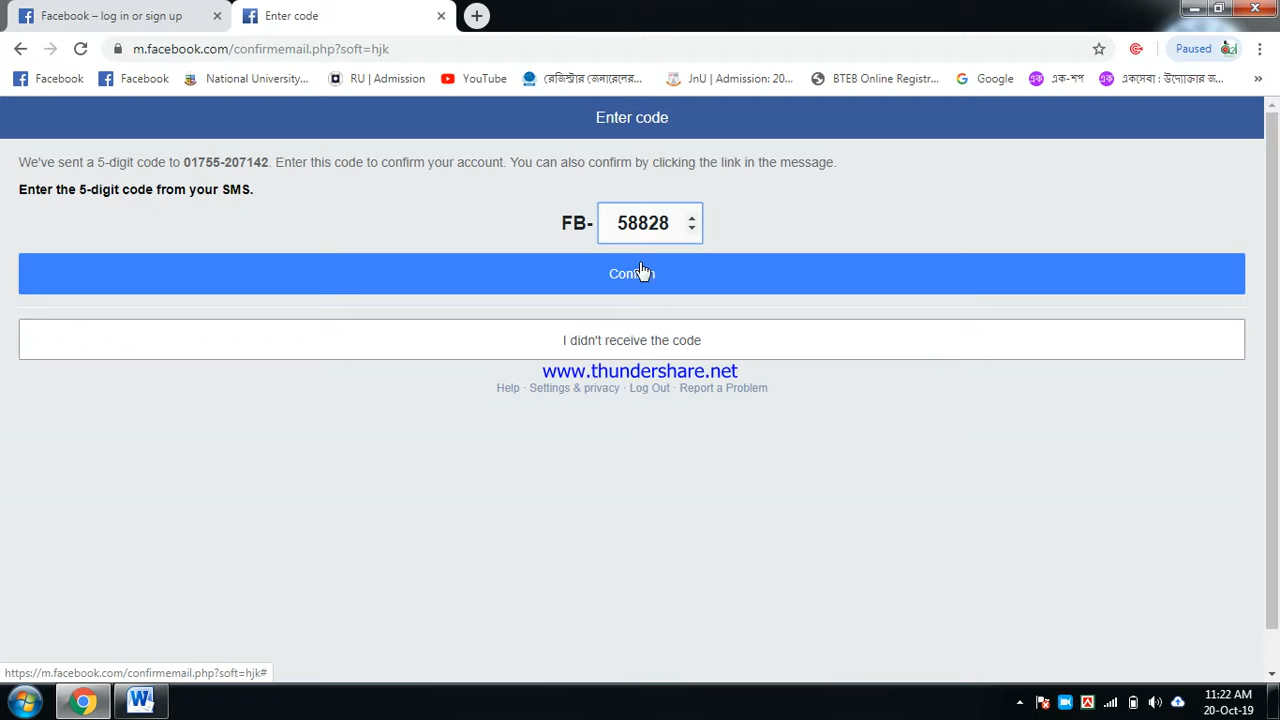 Facebook – log in or sign up
Enter code
m.facebook.com/confirmemail.php?soft=hjk
Paused
Facebook
Facebook
National University...
RU | Admission
YouTube
রেজিস্টার জেনারেলের...
JnU | Admission: 20...
BTEB Online Registr...
Google
এক-শপ
একসেবা : উদ্যোক্তার জ...
»
Enter code
We've sent a 5-digit code to 01755-207142. Enter this code to confirm your account. You can also confirm by clicking the link in the message.
Enter the 5-digit code from your SMS.
FB- 58828
Confirm
I didn't receive the code
www.thundershare.net
Help · Settings & privacy · Log Out · Report a Problem
https://m.facebook.com/confirmemail.php?soft=hjk#
11:22 AM
20-Oct-19